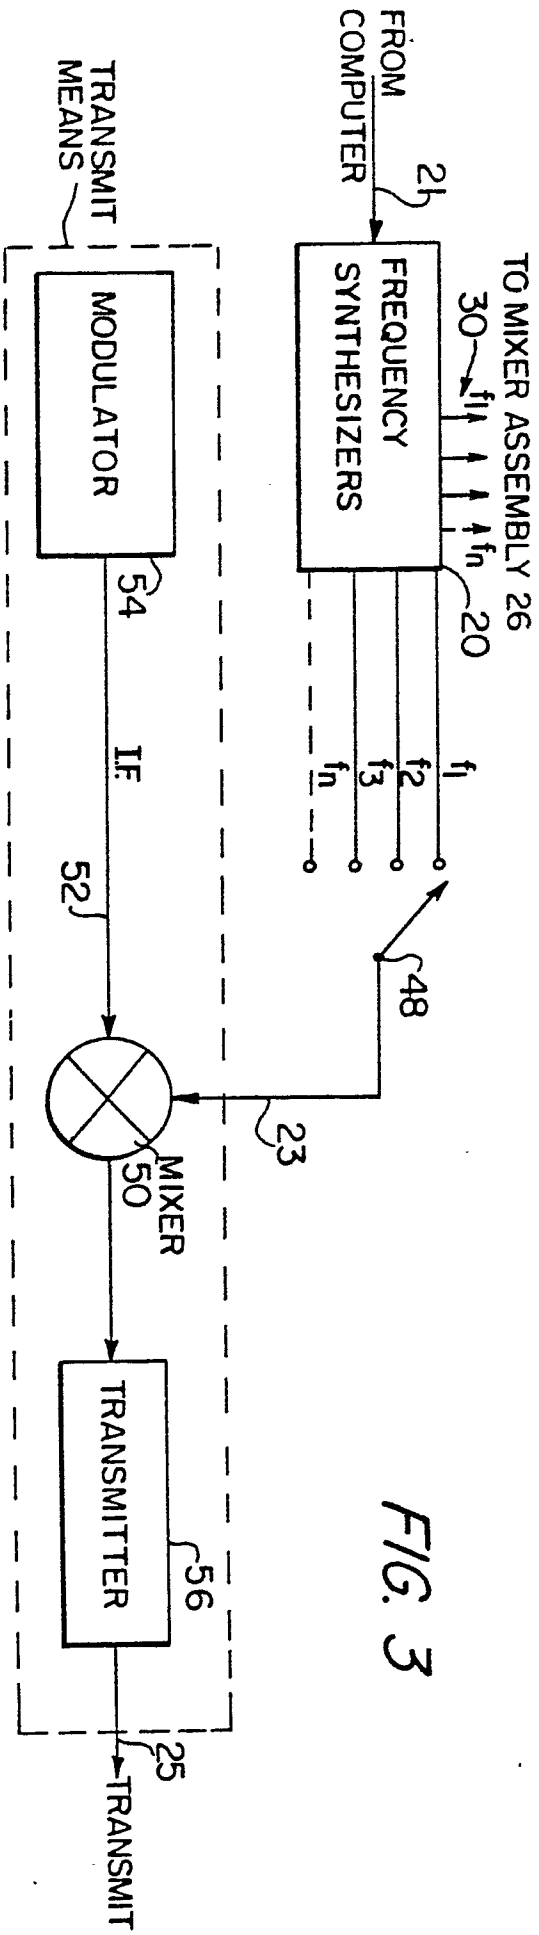 TO MIXER ASSEMBLY 26
30
f1
fn
FROM
COMPUTER
21
FREQUENCY
SYNTHESIZERS
20
f1
f2
f3
fn
48
23
FIG. 3
TRANSMIT
MEANS
MODULATOR
54
I.F.
52
MIXER
50
TRANSMITTER
56
25
TRANSMIT